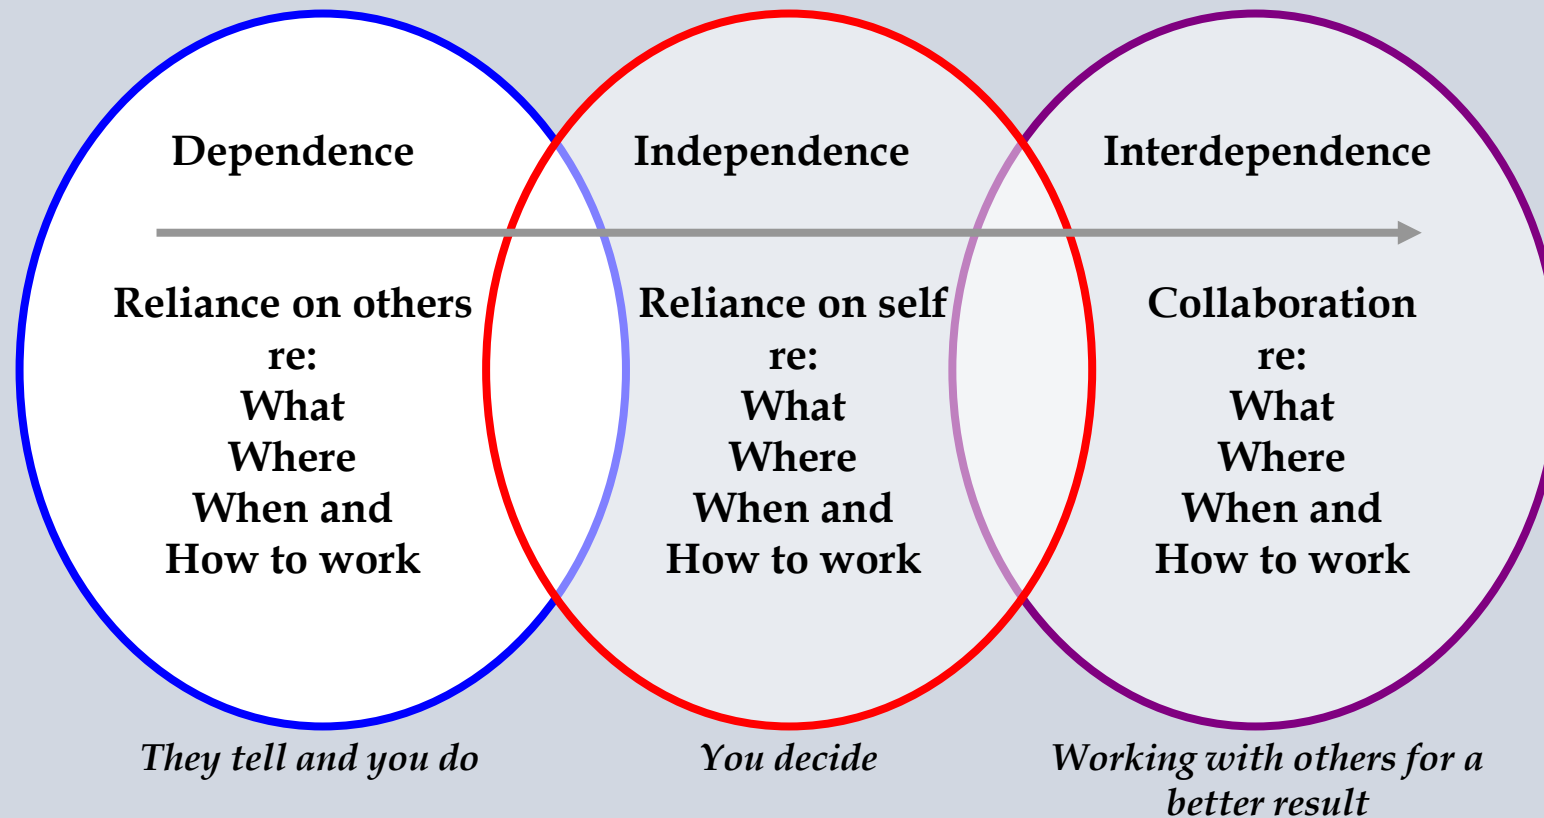 Dependence
Reliance on others
re:
What
Where
When and
How to work
They tell and you do
Independence
Reliance on self
re:
What
Where
When and
How to work
You decide
Interdependence
Collaboration
re:
What
Where
When and
How to work
Working with others for a
better result